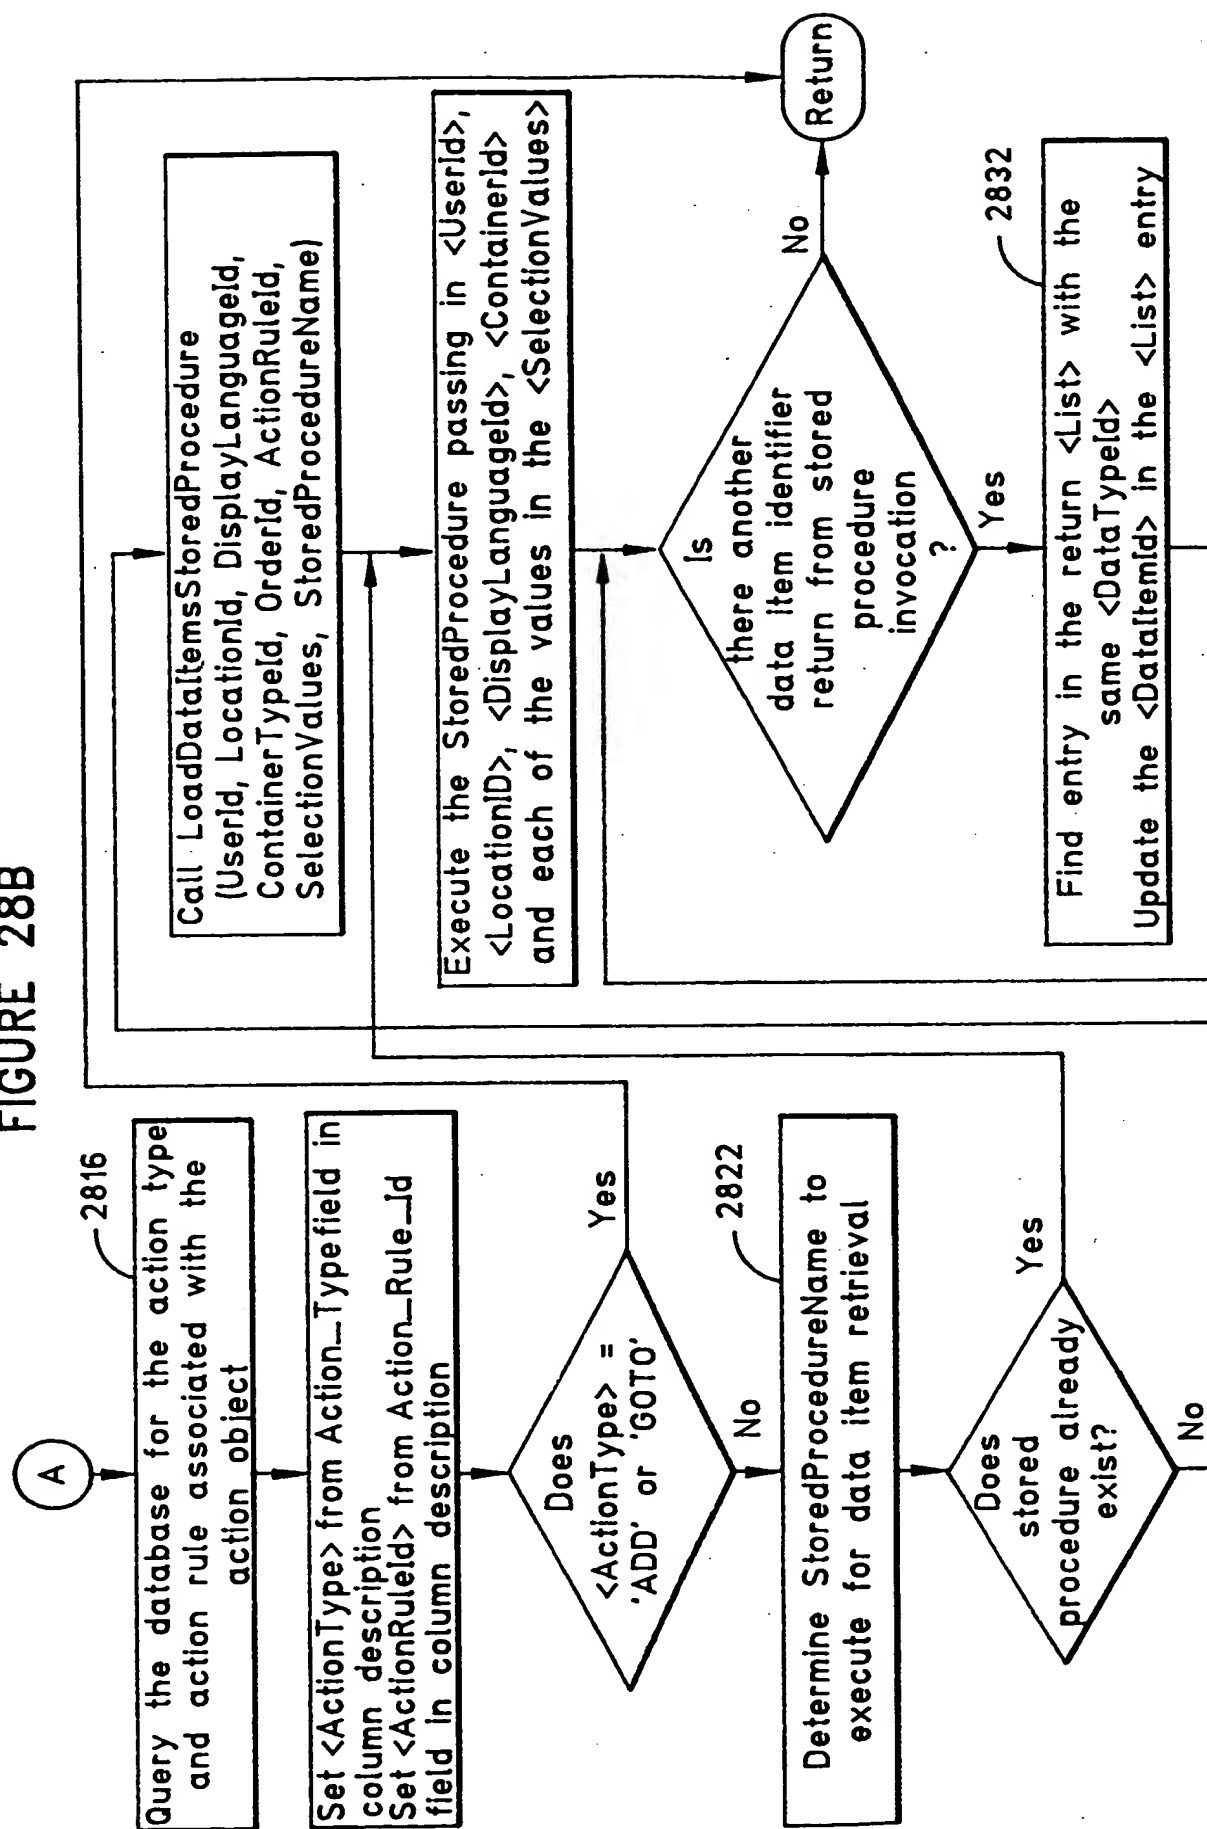 FIGURE 28B
A
2816
Query the database for the action type
and action rule associated with the
action object
Set <ActionType> from Action_Typefield in
column description
Set <ActionRuleId> from Action_Rule_Id
field in column description
Does
<ActionType> =
'ADD' or 'GOTO'
Yes
No
2822
Determine StoredProcedureName to
execute for data item retrieval
Does
stored
procedure already
exist?
Yes
No
Call LoadDataItemsStoredProcedure
(UserId, LocationId, DisplayLanguageId,
ContainerTypeId, OrderId, ActionRuleId,
SelectionValues, StoredProcedureName)
Execute the StoredProcedure passing in <UserId>,
<LocationID>, <DisplayLanguageId>, <ContainerId>
and each of the values in the <SelectionValues>
Is
there another
data item identifier
return from stored
procedure
invocation
?
No
Return
Yes
2832
Find entry in the return <List> with the
same <DataTypeId>
Update the <DataItemId> in the <List> entry